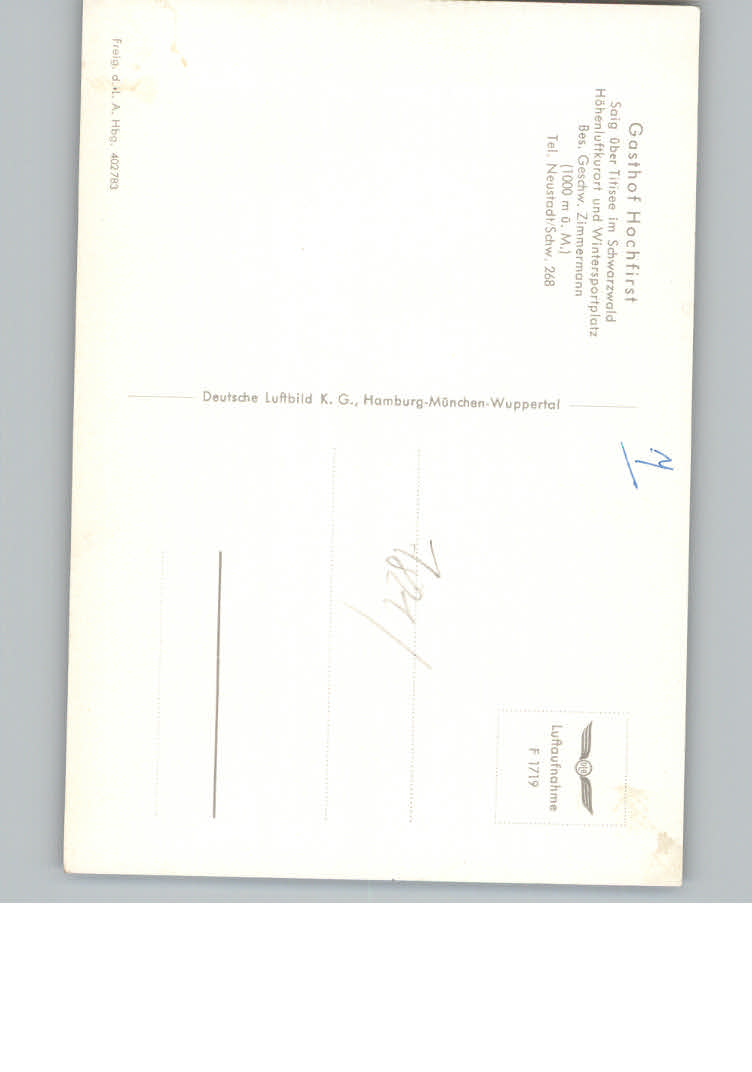 Gasthof Hochfirst
Saig über Titisee im Schwarzwald
Höhenluftkurort und Wintersportplatz
Bes. Geschw. Zimmermann
(1000 m ü. M.)
Tel. Neustadt/Schw. 268
Freig. d. L. A. Hbg. 402783
Deutsche Luftbild K. G., Hamburg-München-Wuppertal
Luftaufnahme
F 1719